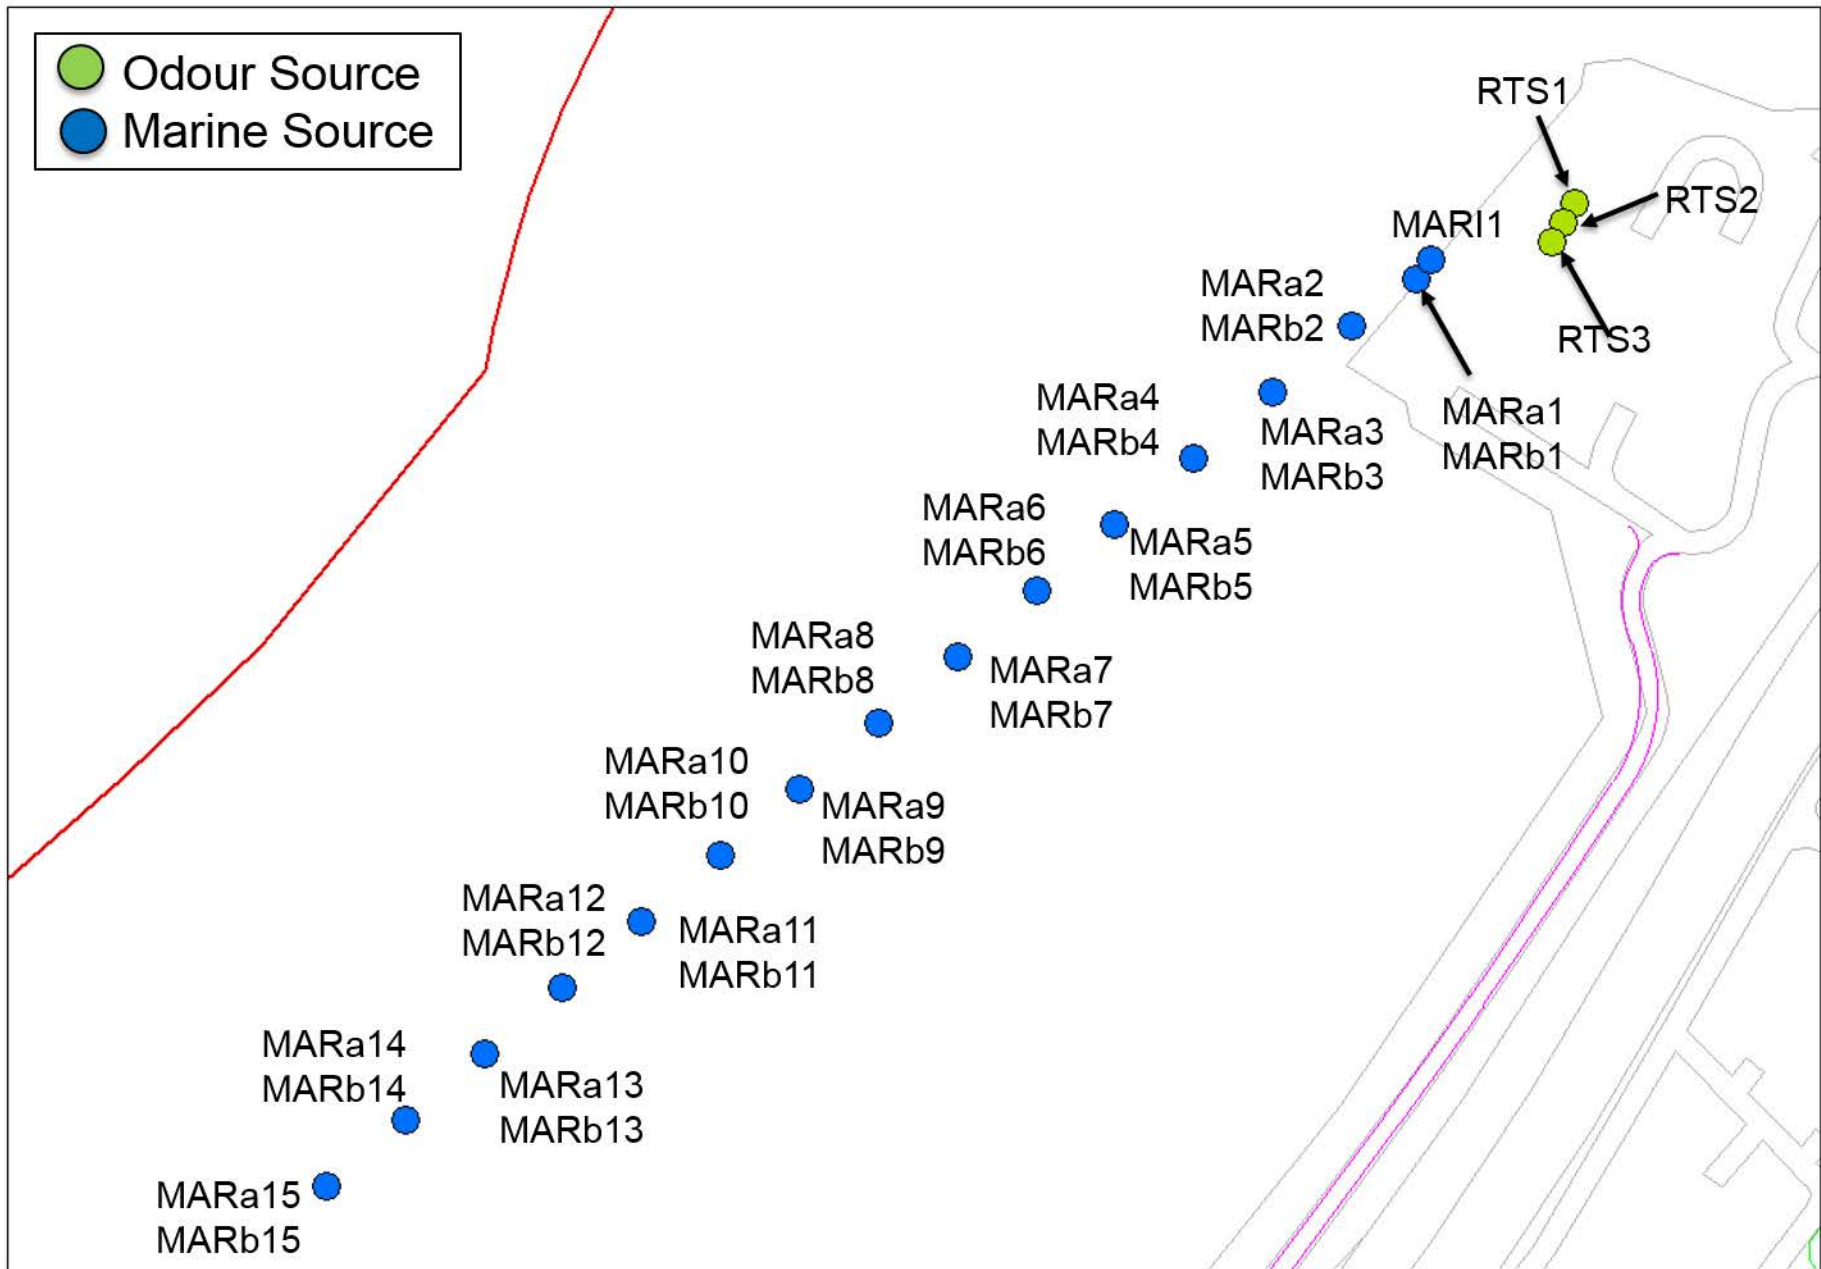 Odour Source
Marine Source
RTS1
RTS2
MARI1
RTS3
MARa2
MARb2
MARa1
MARb1
MARa4
MARb4
MARa3
MARb3
MARa6
MARb6
MARa5
MARb5
MARa8
MARb8
MARa7
MARb7
MARa10
MARb10
MARa9
MARb9
MARa12
MARb12
MARa11
MARb11
MARa14
MARb14
MARa13
MARb13
MARa15
MARb15